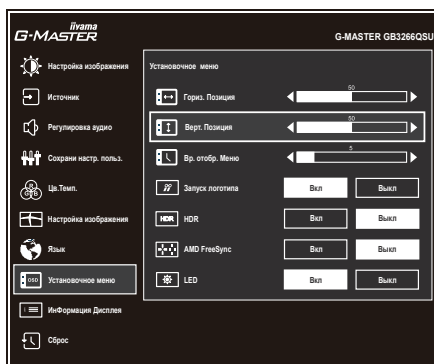 iiyama
G-MASTER
G-MASTER GB3266QSU
Настройка изображения
Источник
Регулировка аудио
Сохрани настр. польз.
Цв.Темп.
Настройка изображения
Язык
OSD Установочное меню
ИнФормация Дисплея
Сброс
Установочное меню
Гориз. Позиция 50
Верт. Позиция 50
Вр. отобр. Меню 5
Запуск логотипа Вкл Выкл
HDR HDR Вкл Выкл
AMD FreeSync Вкл Выкл
LED Вкл Выкл